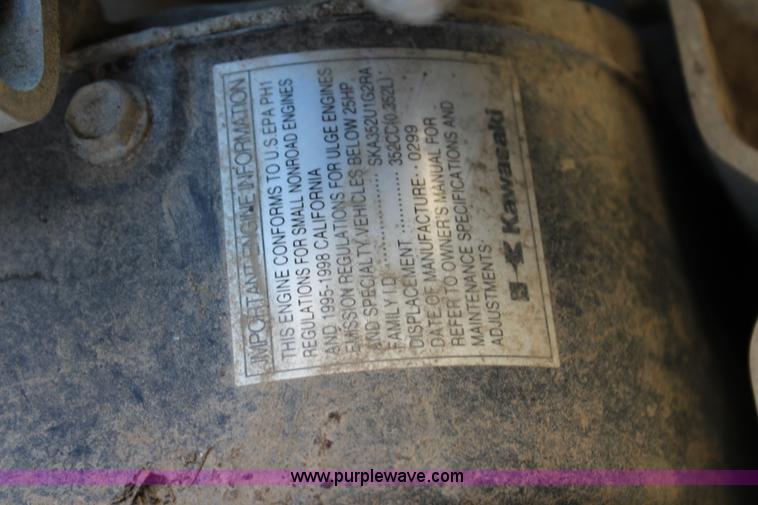 IMPORTANT ENGINE INFORMATION
THIS ENGINE CONFORMS TO U.S.EPA PH1
REGULATIONS FOR SMALL NONROAD ENGINES
AND 1995-1998 CALIFORNIA
EMISSION REGULATIONS FOR ULGE ENGINES
AND SPECIALTY VEHICLES BELOW 25HP
FAMILY I.D. .................. SKA352U1G2RA
DISPLACEMENT ............ 352CC(0.352L)
DATE OF MANUFACTURE·· 0299
REFER TO OWNER'S MANUAL FOR
MAINTENANCE SPECIFICATIONS AND
ADJUSTMENTS
Kawasaki
www.purplewave.com